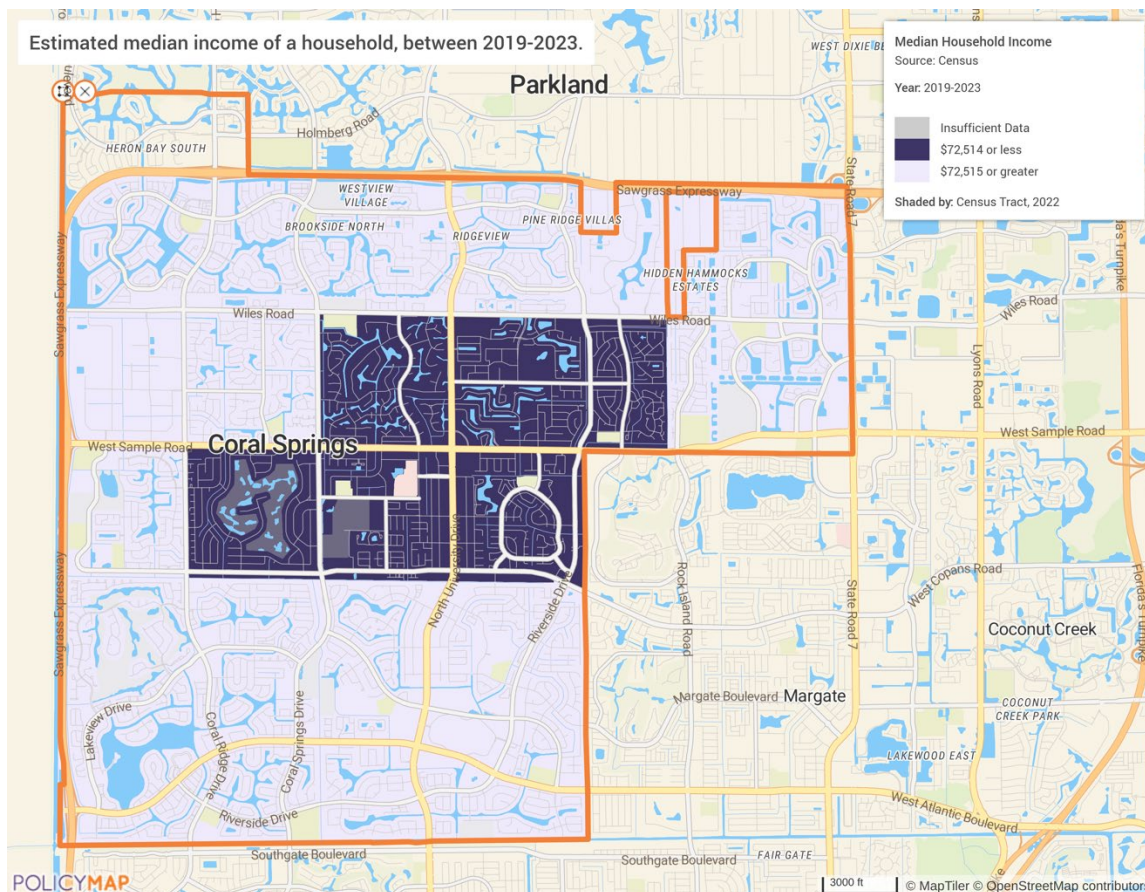 Estimated median income of a household, between 2019-2023.
Median Household Income
Source: Census
Year: 2019-2023
Insufficient Data
$72,514 or less
$72,515 or greater
Shaded by: Census Tract, 2022
Parkland
Holmberg Road
HERON BAY SOUTH
WESTVIEW
VILLAGE
Sawgrass Expressway
State Road 7
PINE RIDGE VILLAS
BROOKSIDE NORTH
RIDGEVIEW
HIDDEN HAMMOCKS
ESTATES
Sawgrass Expressway
Wiles Road
Wiles Road
Wiles Road
Lyons Road
West Sample Road
Coral Springs
West Sample Road
North University Drive
Riverside Drive
Rock Island Road
State Road 7
West Copans Road
Sawgrass Expressway
Coconut Creek
Lakeview Drive
Coral Ridge Drive
Coral Springs Drive
Margate Boulevard
Margate
COCONUT
CREEK PARK
LAKEWOOD EAST
Riverside Drive
West Atlantic Boulevard
Southgate Boulevard
Southgate Boulevard
FAIR GATE
POLICYMAP
3000 ft
© MapTiler © OpenStreetMap contributor